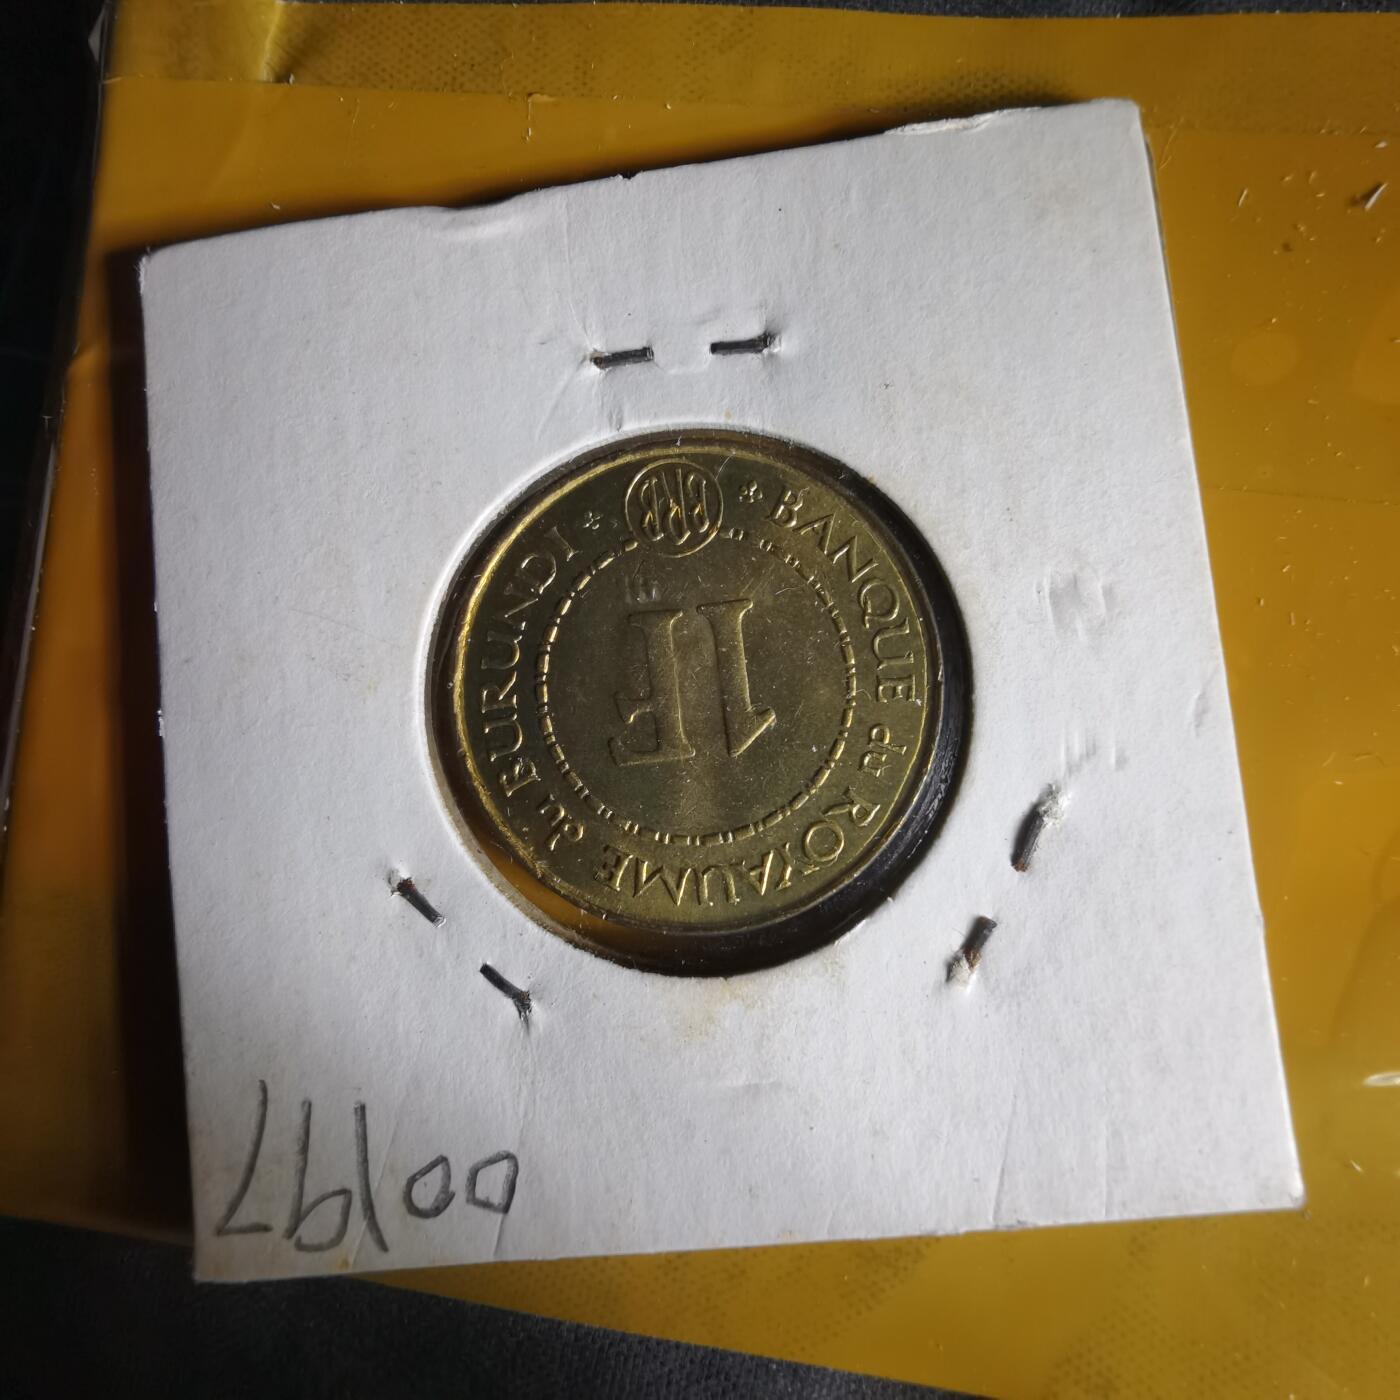 BANQUE du ROYAUME du BURUNDI
BRB
1F
00197